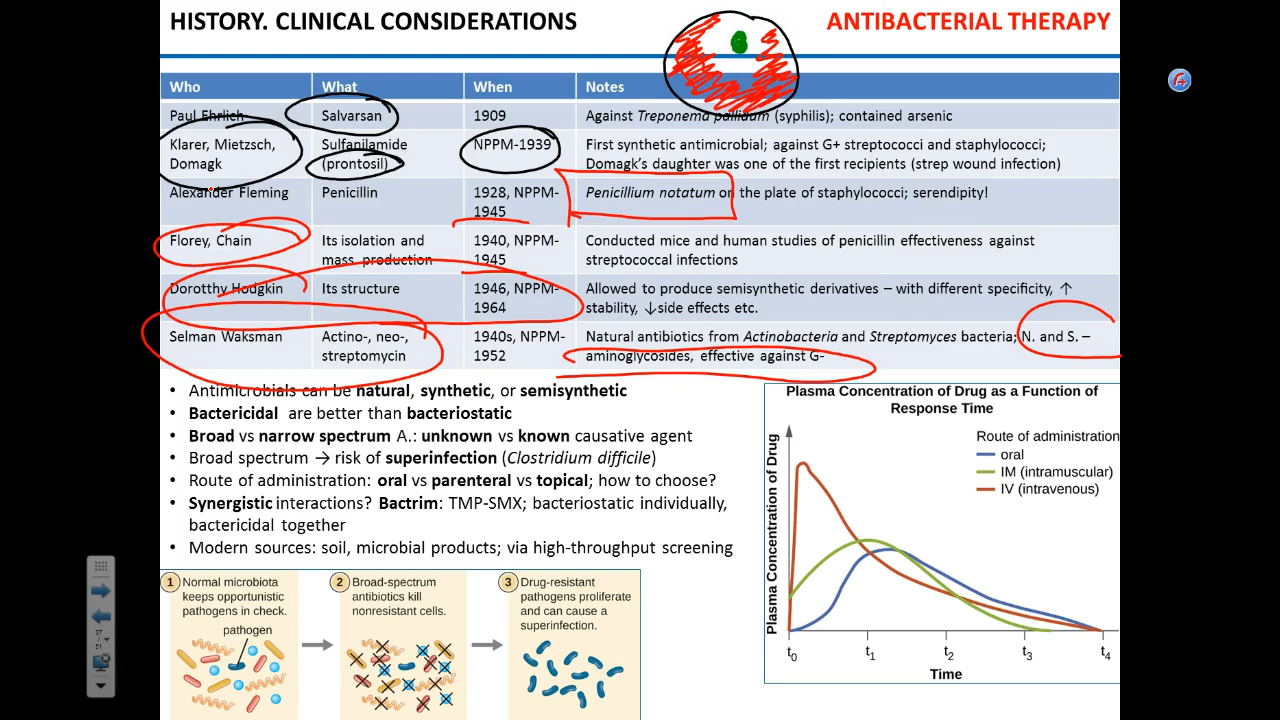 HISTORY. CLINICAL CONSIDERATIONS
ANTIBACTERIAL THERAPY
Who What When Notes
Paul Ehrlich Salvarsan 1909 Against Treponema pallidum (syphilis); contained arsenic
Klarer, Mietzsch, Domagk
Sulfanilamide (prontosil)
NPPM-1939
First synthetic antimicrobial; against G+ streptococci and staphylococci;
Domagk's daughter was one of the first recipients (strep wound infection)
Alexander Fleming
Penicillin
1928, NPPM-
1945
Penicillium notatum on the plate of staphylococci; serendipity!
Florey, Chain
Its isolation and
mass production
1940, NPPM-
1945
Conducted mice and human studies of penicillin effectiveness against
streptococcal infections
Dorotthy Hodgkin
Its structure
1946, NPPM-
1964
Allowed to produce semisynthetic derivatives – with different specificity, ↑
stability, ↓side effects etc.
Selman Waksman
Actino-, neo-,
streptomycin
1940s, NPPM-
1952
Natural antibiotics from Actinobacteria and Streptomyces bacteria; N. and S. –
aminoglycosides, effective against G-
• Antimicrobials can be natural, synthetic, or semisynthetic
• Bactericidal are better than bacteriostatic
• Broad vs narrow spectrum A.: unknown vs known causative agent
• Broad spectrum → risk of superinfection (Clostridium difficile)
• Route of administration: oral vs parenteral vs topical; how to choose?
• Synergistic interactions? Bactrim: TMP-SMX; bacteriostatic individually,
bactericidal together
• Modern sources: soil, microbial products; via high-throughput screening
1 Normal microbiota
keeps opportunistic
pathogens in check.
pathogen
2 Broad-spectrum
antibiotics kill
nonresistant cells.
3 Drug-resistant
pathogens proliferate
and can cause a
superinfection.
Plasma Concentration of Drug as a Function of
Response Time
Plasma Concentration of Drug
Route of administration
oral
IM (intramuscular)
IV (intravenous)
t0 t1 t2 t3 t4
Time
37
51